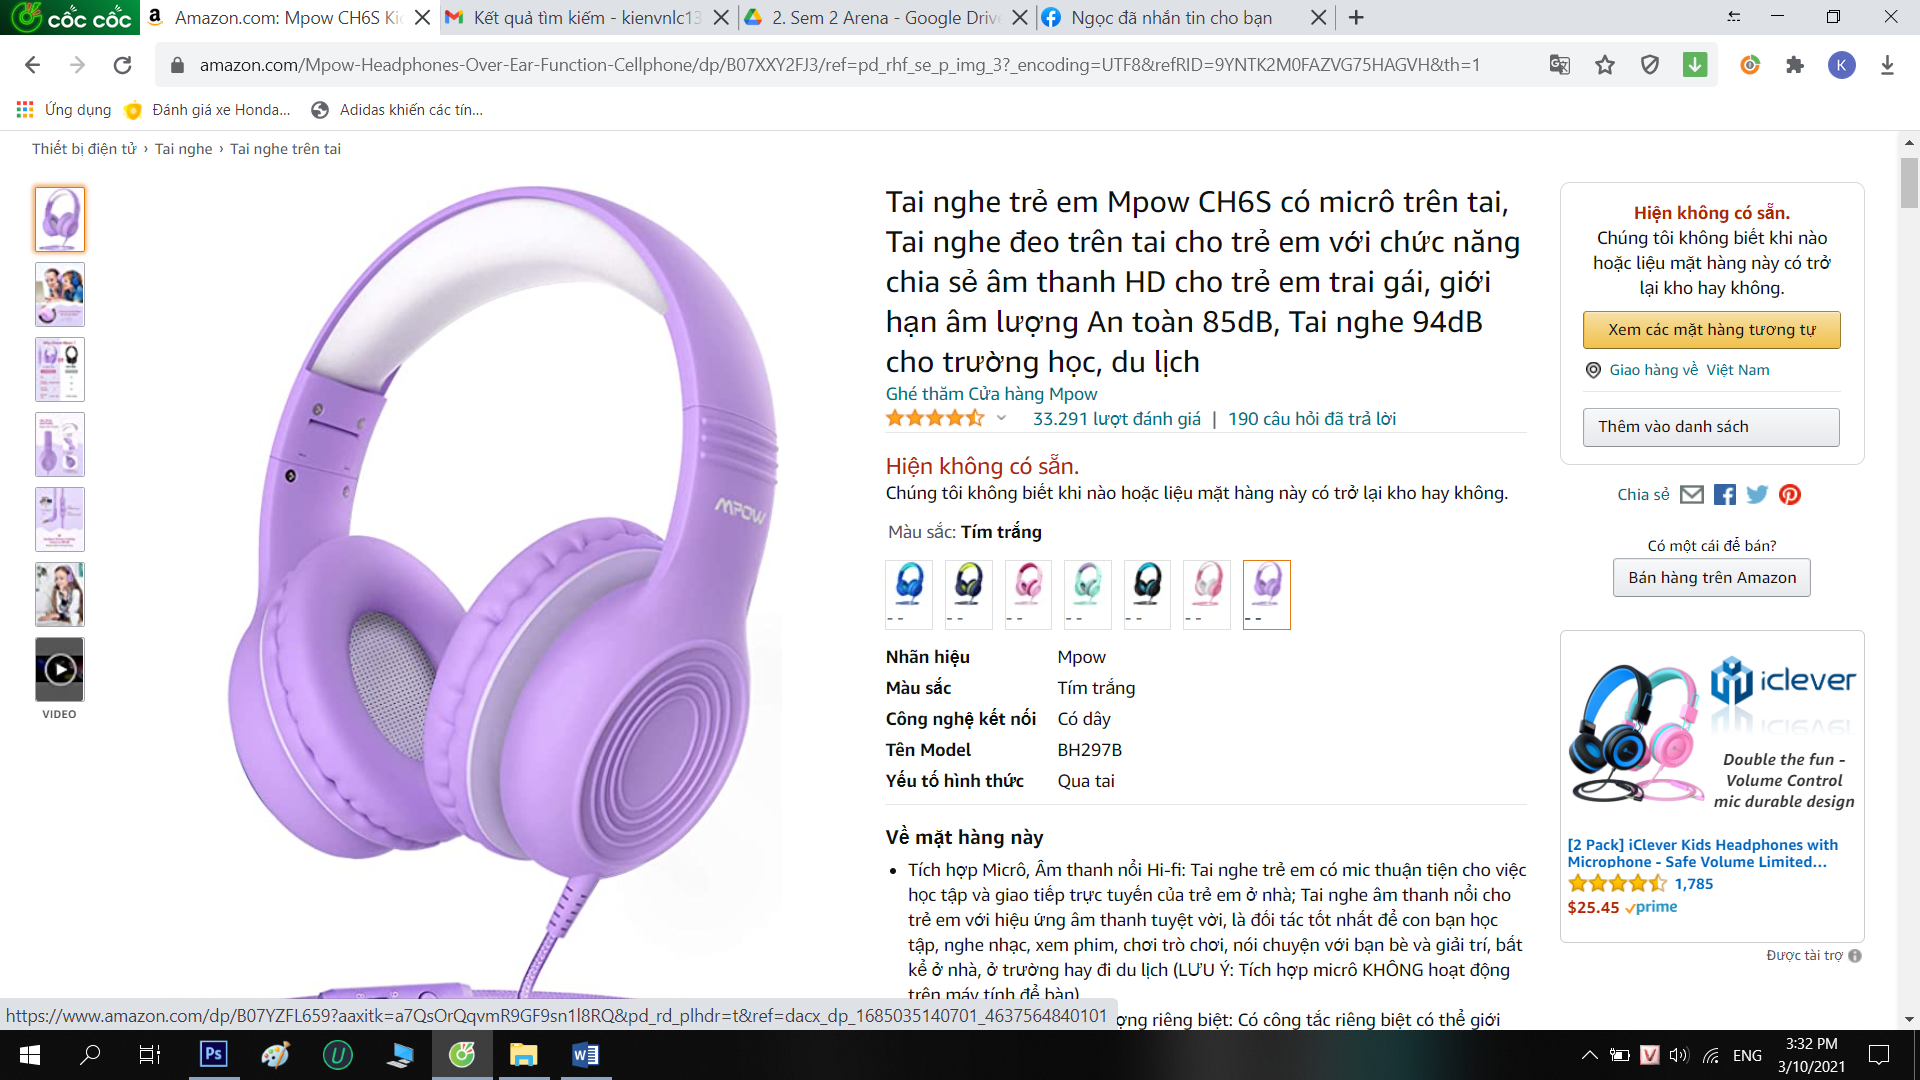 cốc cốc
Amazon.com: Mpow CH6S Ki
Kết quả tìm kiếm - kienvnlc13
2. Sem 2 Arena - Google Drive
Ngọc đã nhắn tin cho bạn
amazon.com/Mpow-Headphones-Over-Ear-Function-Cellphone/dp/B07XXY2FJ3/ref=pd_rhf_se_p_img_3?_encoding=UTF8&refRID=9YNTK2M0FAZVG75HAGVH&th=1
K
Ứng dụng
Đánh giá xe Honda...
Adidas khiến các tín...
Thiết bị điện tử › Tai nghe › Tai nghe trên tai
VIDEO
MPOW
Tai nghe trẻ em Mpow CH6S có micrô trên tai,
Tai nghe đeo trên tai cho trẻ em với chức năng
chia sẻ âm thanh HD cho trẻ em trai gái, giới
hạn âm lượng An toàn 85dB, Tai nghe 94dB
cho trường học, du lịch
Ghé thăm Cửa hàng Mpow
33.291 lượt đánh giá | 190 câu hỏi đã trả lời
Hiện không có sẵn.
Chúng tôi không biết khi nào hoặc liệu mặt hàng này có trở lại kho hay không.
Màu sắc: Tím trắng
- - - - - - - - - - - - - -
Nhãn hiệu Mpow
Màu sắc Tím trắng
Công nghệ kết nối Có dây
Tên Model BH297B
Yếu tố hình thức Qua tai
Về mặt hàng này
• Tích hợp Micrô, Âm thanh nổi Hi-fi: Tai nghe trẻ em có mic thuận tiện cho việc
học tập và giao tiếp trực tuyến của trẻ em ở nhà; Tai nghe âm thanh nổi cho
trẻ em với hiệu ứng âm thanh tuyệt vời, là đối tác tốt nhất để con bạn học
tập, nghe nhạc, xem phim, chơi trò chơi, nói chuyện với bạn bè và giải trí, bất
kể ở nhà, ở trường hay đi du lịch (LƯU Ý: Tích hợp micrô KHÔNG hoạt động
trên máy tính để bàn)
ợng riêng biệt: Có công tắc riêng biệt có thể giới
Hiện không có sẵn.
Chúng tôi không biết khi nào
hoặc liệu mặt hàng này có trở
lại kho hay không.
Xem các mặt hàng tương tự
Giao hàng về Việt Nam
Thêm vào danh sách
Chia sẻ
Có một cái để bán?
Bán hàng trên Amazon
iclever
Double the fun -
Volume Control
mic durable design
[2 Pack] iClever Kids Headphones with
Microphone - Safe Volume Limited...
1,785
$25.45 prime
Được tài trợ
https://www.amazon.com/dp/B07YZFL659?aaxitk=a7QsOrQqvmR9GF9sn1l8RQ&pd_rd_plhdr=t&ref=dacx_dp_1685035140701_4637564840101
Ps
ENG
3:32 PM
3/10/2021